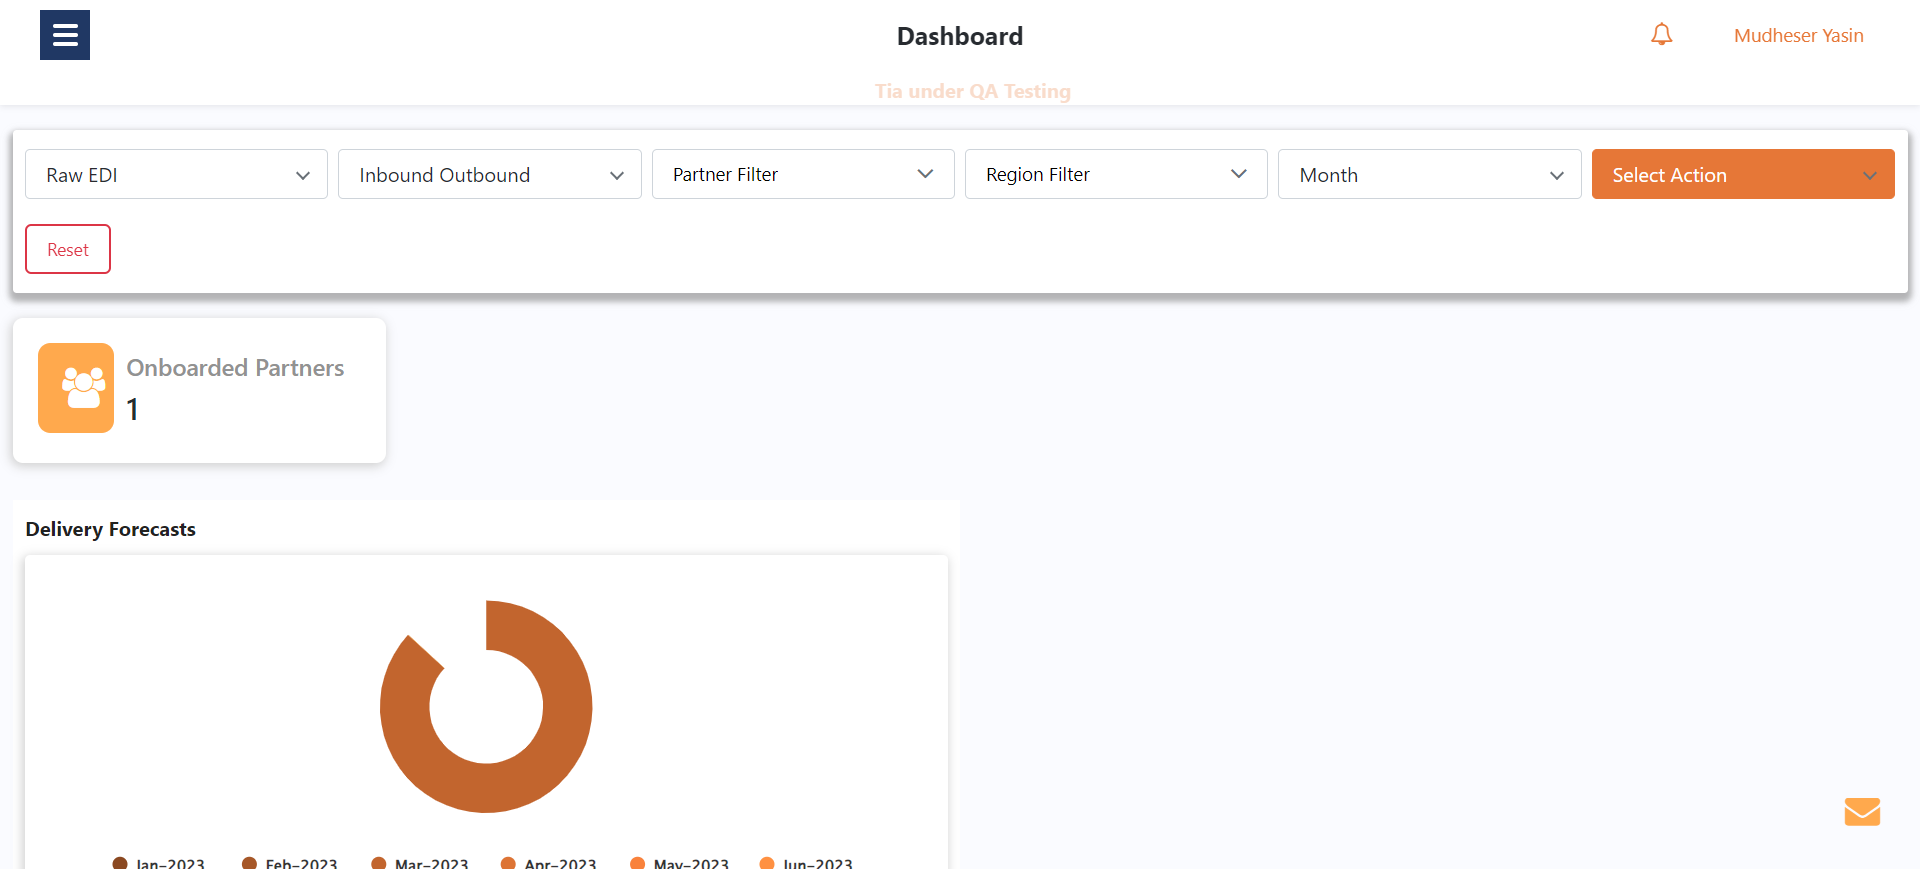 Dashboard
Mudheser Yasin
Tia under QA Testing
Raw EDI
Inbound Outbound
Partner Filter
Region Filter
Month
Select Action
Reset
Onboarded Partners
1
Delivery Forecasts
Jan-2023 Feb-2023 Mar-2023 Apr-2023 May-2023 Jun-2023